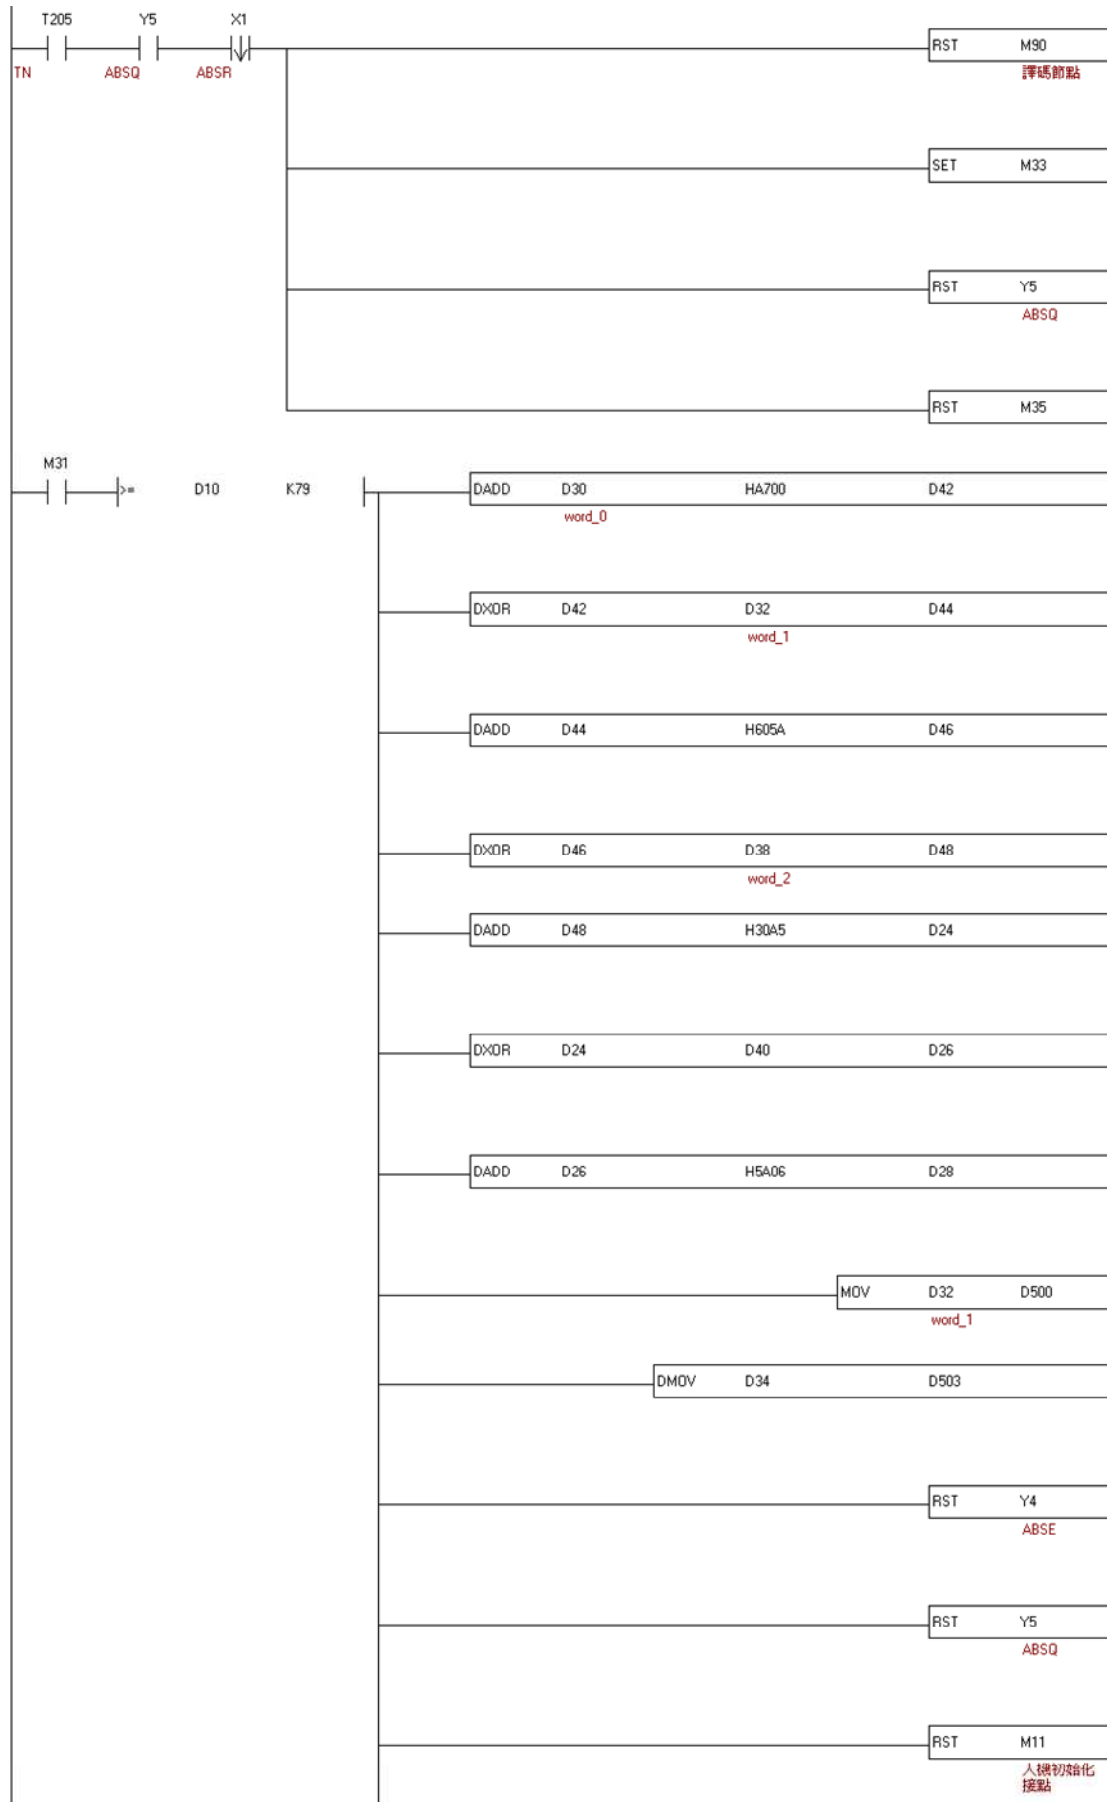 T205 Y5 X1
RST M90
TN ABSQ ABSR 譯碼節點
SET M33
RST Y5
ABSQ
RST M35
M31
>= D10 K79 DADD D30 HA700 D42
word_0
DXOR D42 D32 D44
word_1
DADD D44 H605A D46
DXOR D46 D38 D48
word_2
DADD D48 H30A5 D24
DXOR D24 D40 D26
DADD D26 H5A06 D28
MOV D32 D500
word_1
DMOV D34 D503
RST Y4
ABSE
RST Y5
ABSQ
RST M11
人機初始化
接點